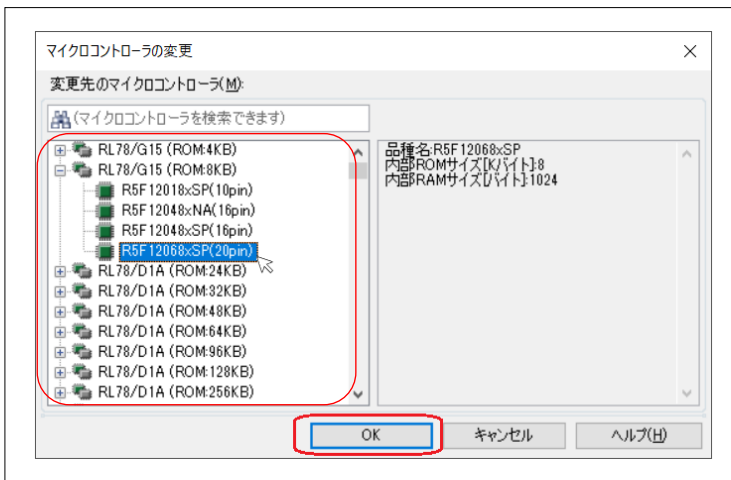 マイクロコントローラの変更
変更先のマイクロコントローラ(M):
(マイクロコントローラを検索できます)
RL78/G15 (ROM:4KB)
RL78/G15 (ROM:8KB)
R5F12018xSP(10pin)
R5F12048xNA(16pin)
R5F12048xSP(16pin)
R5F12068xSP(20pin)
RL78/D1A (ROM:24KB)
RL78/D1A (ROM:32KB)
RL78/D1A (ROM:48KB)
RL78/D1A (ROM:64KB)
RL78/D1A (ROM:96KB)
RL78/D1A (ROM:128KB)
RL78/D1A (ROM:256KB)
品種名:R5F12068xSP
内部ROMサイズ[Kバイト]:8
内部RAMサイズ[バイト]:1024
OK キャンセル ヘルプ(H)